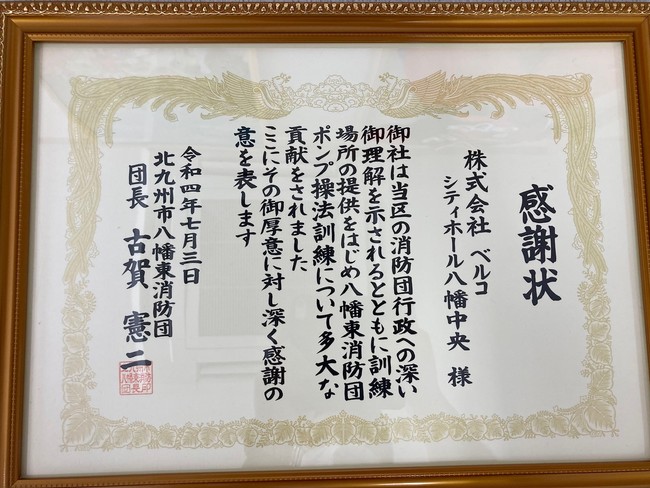 感謝状
株式会社 ベルコ
シティホール八幡中央 様
御社は当区の消防団行政への深い
御理解を示されるとともに訓練
場所の提供をはじめ八幡東消防団
ポンプ操法訓練について多大な
貢献をされました
ここにその御厚意に対し深く感謝の
意を表します
令和四年七月三日
北九州市八幡東消防団
団長 古賀 憲二